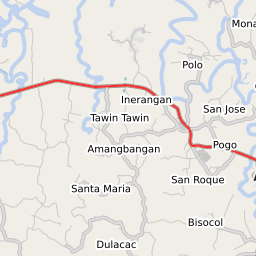 Mona
Polo
Inerangan
San Jose
Tawin Tawin
Pogo
Amangbangan
San Roque
Santa Maria
Bisocol
Dulacac